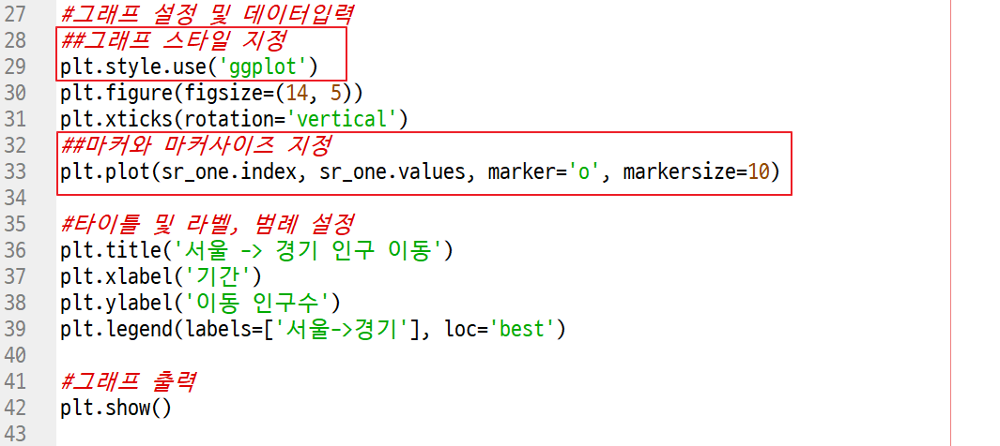 27 #그래프 설정 및 데이터입력
28 ##그래프 스타일 지정
29 plt.style.use('ggplot')
30 plt.figure(figsize=(14, 5))
31 plt.xticks(rotation='vertical')
32 ##마커와 마커사이즈 지정
33 plt.plot(sr_one.index, sr_one.values, marker='o', markersize=10)
34
35 #타이틀 및 라벨, 범례 설정
36 plt.title('서울 -> 경기 인구 이동')
37 plt.xlabel('기간')
38 plt.ylabel('이동 인구수')
39 plt.legend(labels=['서울->경기'], loc='best')
40
41 #그래프 출력
42 plt.show()
43